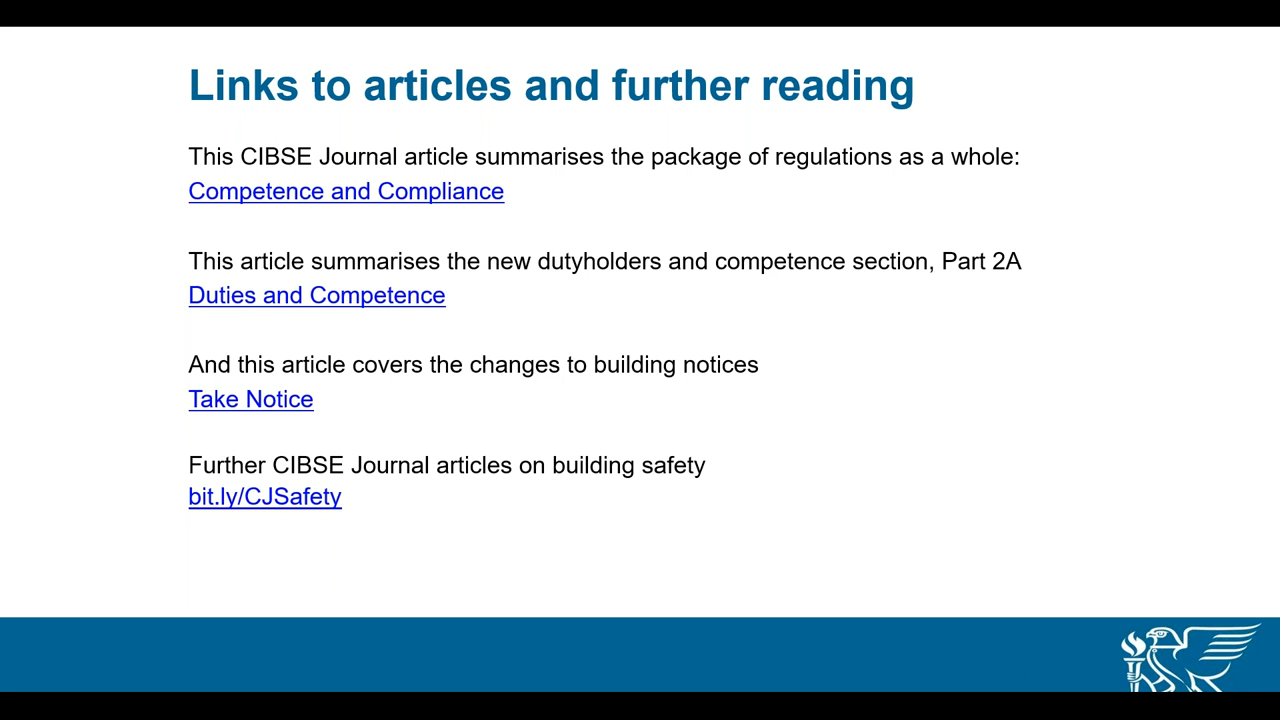 Links to articles and further reading
This CIBSE Journal article summarises the package of regulations as a whole:
Competence and Compliance
This article summarises the new dutyholders and competence section, Part 2A
Duties and Competence
And this article covers the changes to building notices
Take Notice
Further CIBSE Journal articles on building safety
bit.ly/CJSafety